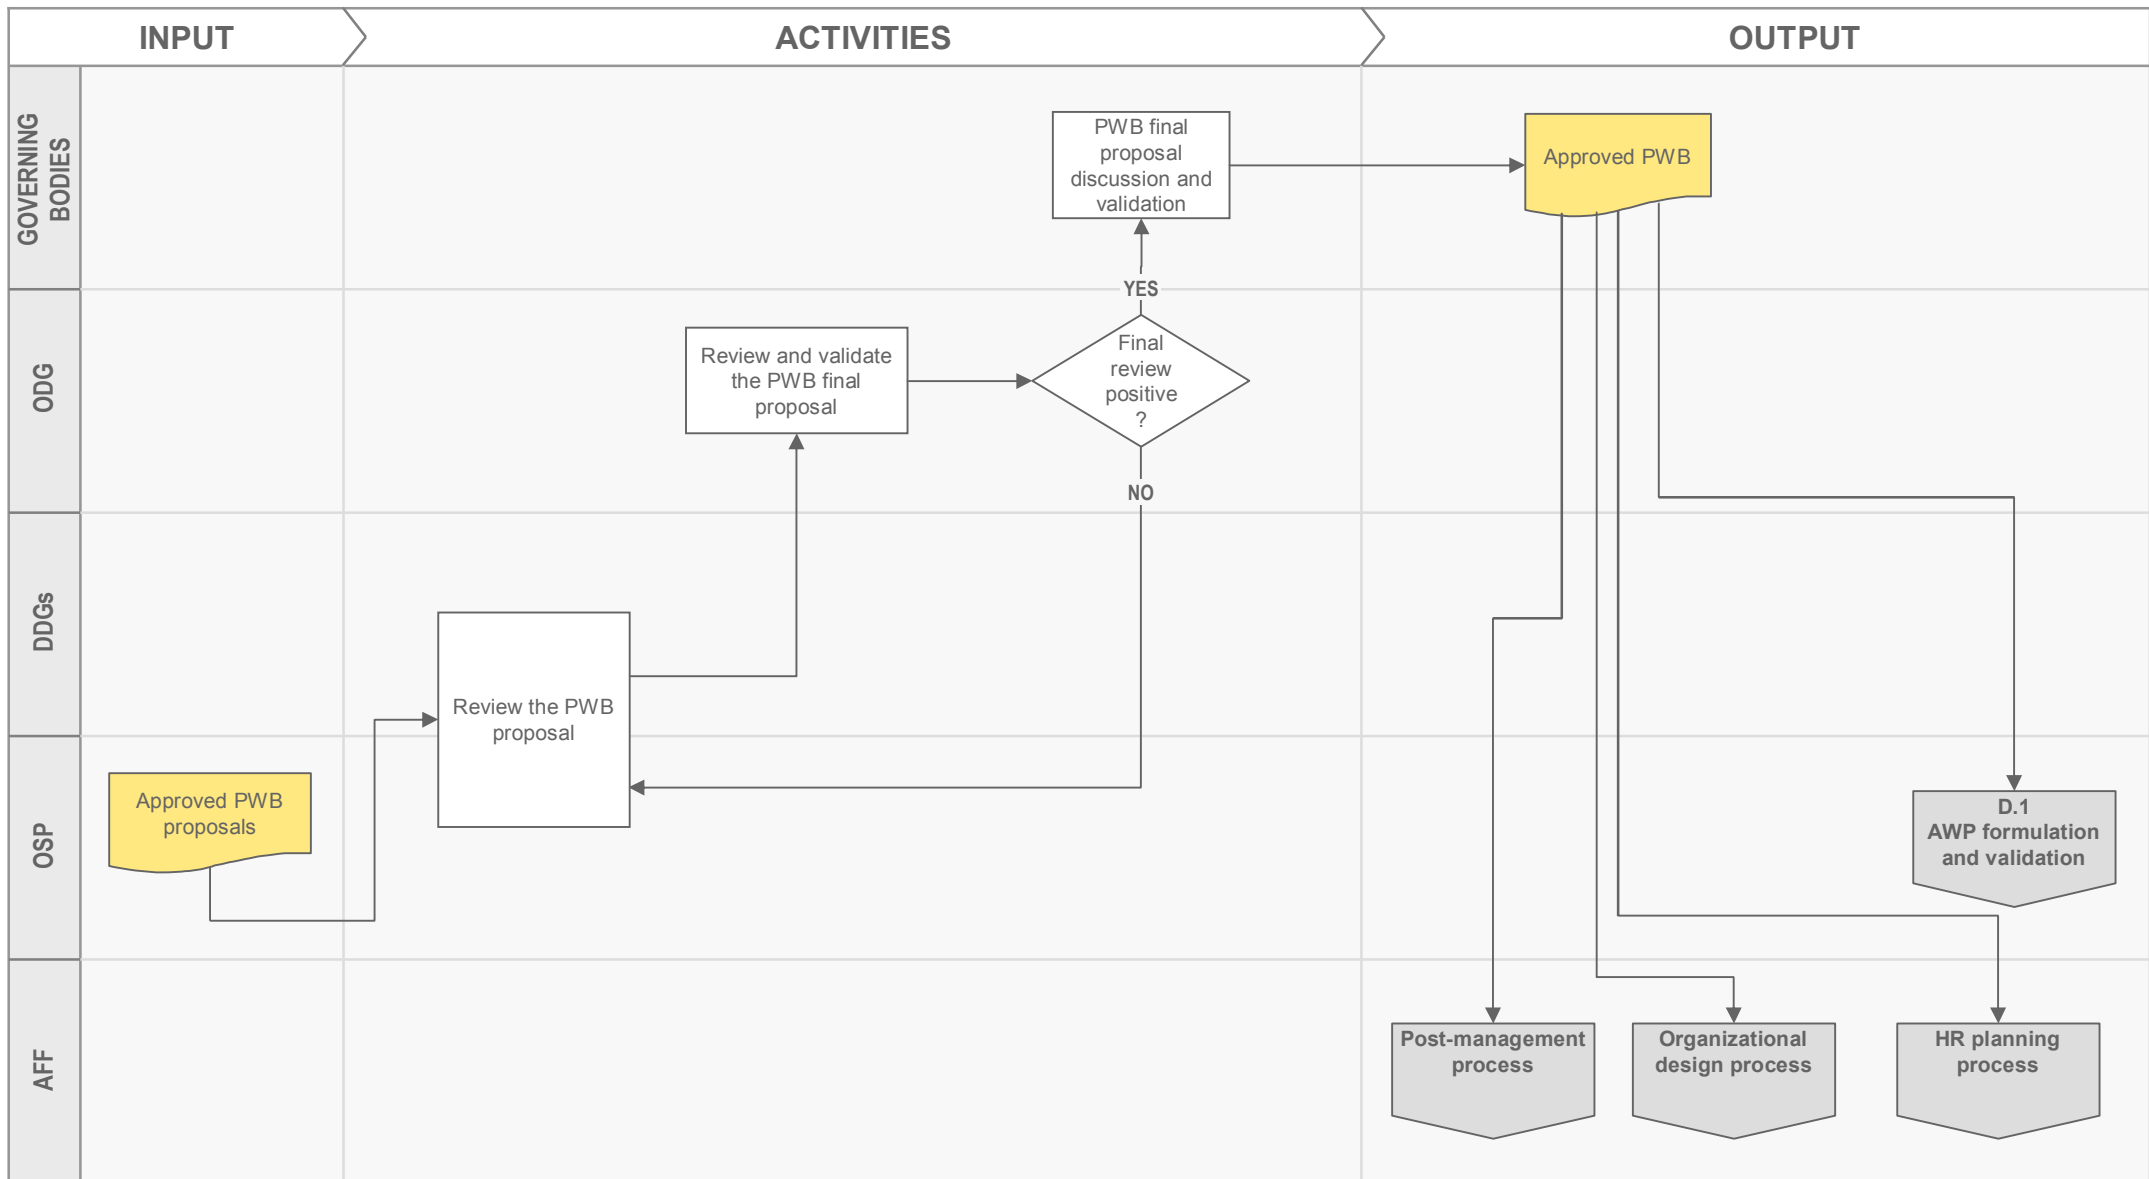 INPUT
ACTIVITIES
OUTPUT
GOVERNING
BODIES
PWB final
proposal
discussion and
validation
Approved PWB
YES
ODG
Review and validate
the PWB final
proposal
Final
review
positive
?
NO
DDGs
Review the PWB
proposal
OSP
Approved PWB
proposals
D.1
AWP formulation
and validation
AFF
Post-management
process
Organizational
design process
HR planning
process